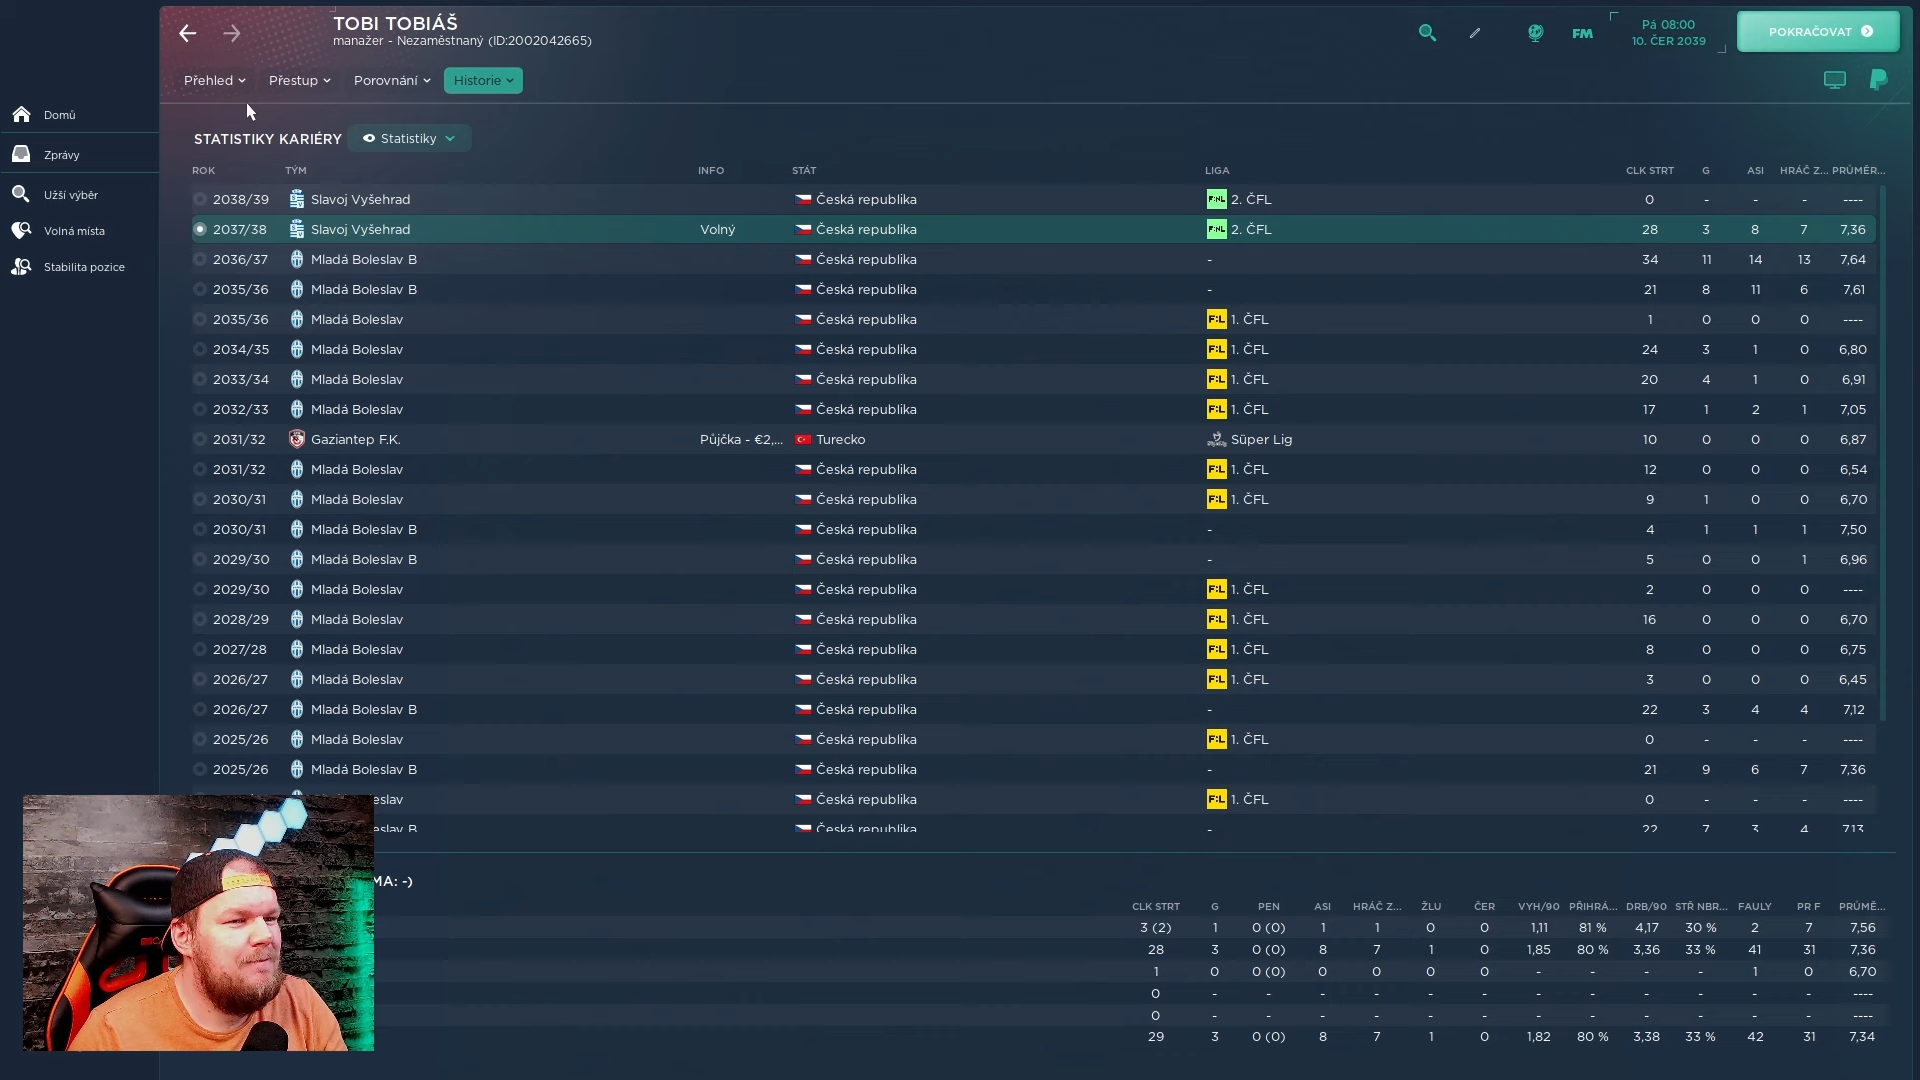 TOBI TOBIÁŠ
manažer - Nezaměstnaný (ID:2002042665)
FM
Pá 08:00
10. ČER 2039
POKRAČOVAT
Přehled
Přestup
Porovnání
Historie
Domů
Zprávy
Užší výběr
Volná místa
Stabilita pozice
STATISTIKY KARIÉRY
Statistiky
ROK TÝM INFO STÁT LIGA CLK STRT G ASI HRÁČ Z... PRŮMĚR...
2038/39 Slavoj Vyšehrad Česká republika 2. ČFL 0 - - - ----
2037/38 Slavoj Vyšehrad Volný Česká republika 2. ČFL 28 3 8 7 7,36
2036/37 Mladá Boleslav B Česká republika - 34 11 14 13 7,64
2035/36 Mladá Boleslav B Česká republika - 21 8 11 6 7,61
2035/36 Mladá Boleslav Česká republika F:L 1. ČFL 1 0 0 0 ----
2034/35 Mladá Boleslav Česká republika F:L 1. ČFL 24 3 1 0 6,80
2033/34 Mladá Boleslav Česká republika F:L 1. ČFL 20 4 1 0 6,91
2032/33 Mladá Boleslav Česká republika F:L 1. ČFL 17 1 2 1 7,05
2031/32 Gaziantep F.K. Půjčka - €2,... Turecko Süper Lig 10 0 0 0 6,87
2031/32 Mladá Boleslav Česká republika F:L 1. ČFL 12 0 0 0 6,54
2030/31 Mladá Boleslav Česká republika F:L 1. ČFL 9 1 0 0 6,70
2030/31 Mladá Boleslav B Česká republika - 4 1 1 1 7,50
2029/30 Mladá Boleslav B Česká republika - 5 0 0 1 6,96
2029/30 Mladá Boleslav Česká republika F:L 1. ČFL 2 0 0 0 ----
2028/29 Mladá Boleslav Česká republika F:L 1. ČFL 16 0 0 0 6,70
2027/28 Mladá Boleslav Česká republika F:L 1. ČFL 8 0 0 0 6,75
2026/27 Mladá Boleslav Česká republika F:L 1. ČFL 3 0 0 0 6,45
2026/27 Mladá Boleslav B Česká republika - 22 3 4 4 7,12
2025/26 Mladá Boleslav Česká republika F:L 1. ČFL 0 - - - ----
2025/26 Mladá Boleslav B Česká republika - 21 9 6 7 7,36
eslav Česká republika F:L 1. ČFL 0 - - - ----
eslav B Česká republika - 22 7 3 4 7,13
MA: -)
CLK STRT G PEN ASI HRÁČ Z... ŽLU ČER VYH/90 PŘIHRÁ... DRB/90 STŘ NBR... FAULY PR F PRŮMĚ...
3 (2) 1 0 (0) 1 1 0 0 1,11 81 % 4,17 30 % 2 7 7,56
28 3 0 (0) 8 7 1 0 1,85 80 % 3,36 33 % 41 31 7,36
1 0 0 (0) 0 0 0 0 - - - - 1 0 6,70
0 - - - - - - - - - - - - ----
0 - - - - - - - - - - - - ----
29 3 0 (0) 8 7 1 0 1,82 80 % 3,38 33 % 42 31 7,34